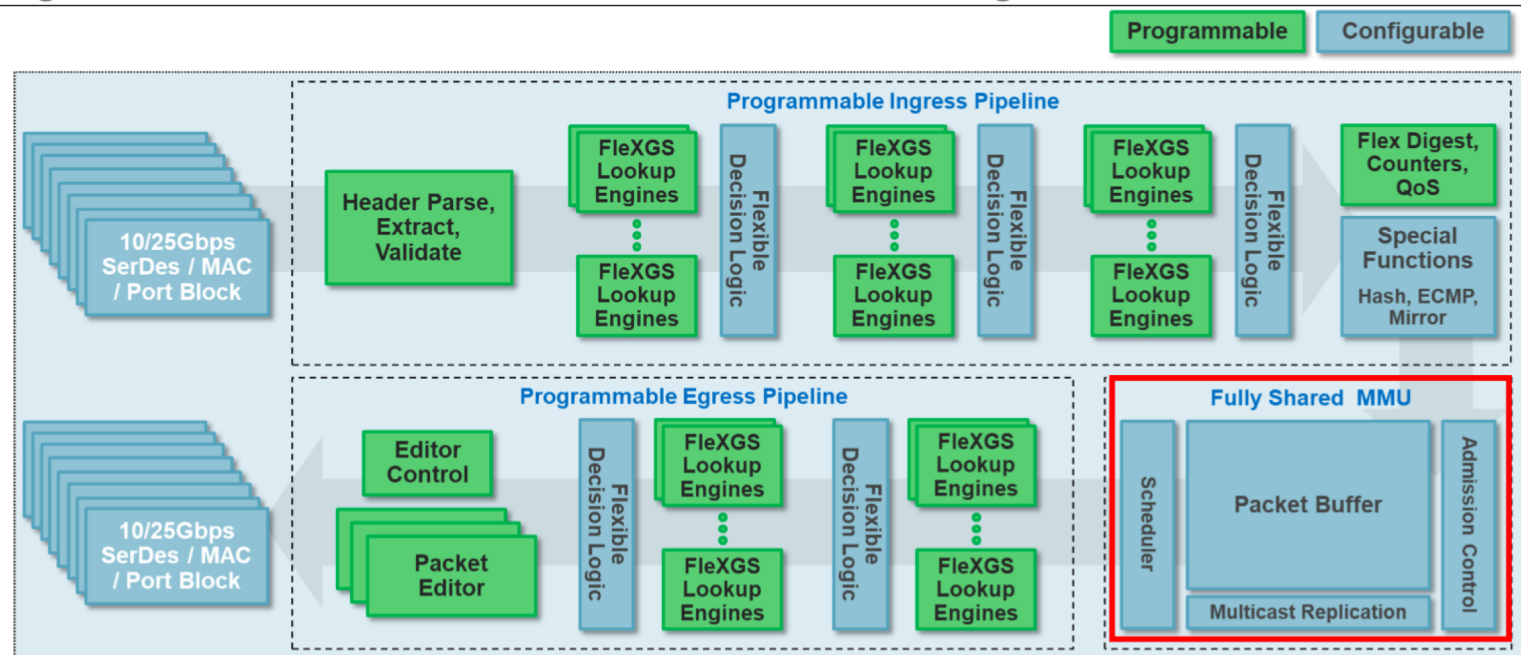 Programmable
Configurable
Programmable Ingress Pipeline
10/25Gbps
SerDes / MAC
/ Port Block
Header Parse,
Extract,
Validate
FleXGS
Lookup
Engines
FleXGS
Lookup
Engines
Flexible
Decision Logic
FleXGS
Lookup
Engines
FleXGS
Lookup
Engines
Flexible
Decision Logic
FleXGS
Lookup
Engines
FleXGS
Lookup
Engines
Flexible
Decision Logic
Flex Digest,
Counters,
QoS
Special
Functions
Hash, ECMP,
Mirror
Programmable Egress Pipeline
10/25Gbps
SerDes / MAC
/ Port Block
Editor
Control
Packet
Editor
Flexible
Decision Logic
FleXGS
Lookup
Engines
FleXGS
Lookup
Engines
Flexible
Decision Logic
FleXGS
Lookup
Engines
FleXGS
Lookup
Engines
Fully Shared MMU
Scheduler
Packet Buffer
Multicast Replication
Admission Control